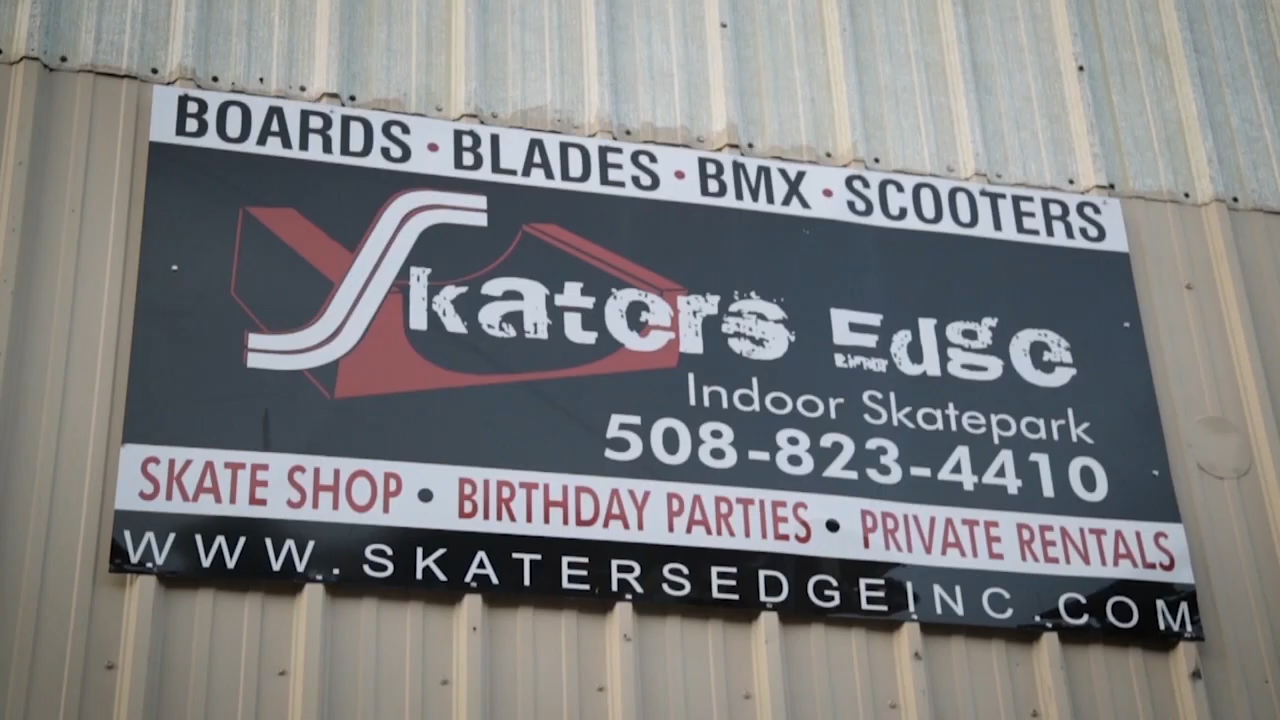 BOARDS • BLADES • BMX • SCOOTERS
Skaters Edge
Indoor Skatepark
508-823-4410
SKATE SHOP • BIRTHDAY PARTIES • PRIVATE RENTALS
WWW.SKATERSEDGEINC.COM